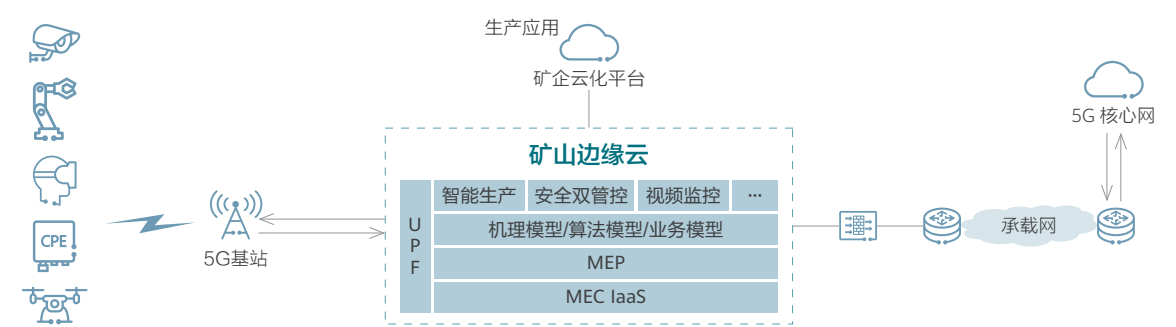 生产应用
矿企云化平台
5G 核心网
矿山边缘云
智能生产 安全双管控 视频监控 ...
UPF
机理模型/算法模型/业务模型
MEP
MEC IaaS
CPE
5G基站
承载网